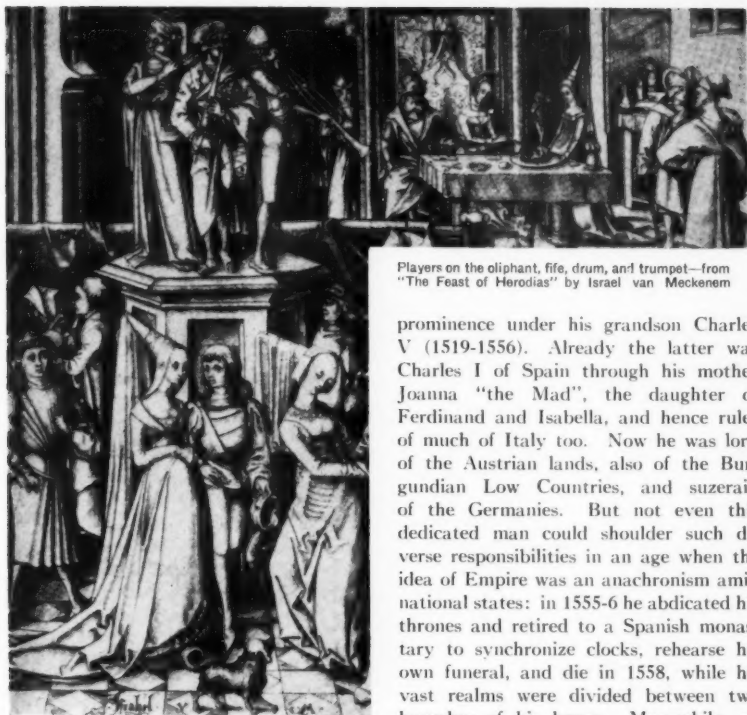 Players on the oliphant, fife, drum, and trumpet—from
"The Feast of Herodias" by Israel van Meckenem
prominence under his grandson Charle
V (1519-1556). Already the latter wa
Charles I of Spain through his mothe
Joanna "the Mad", the daughter o
Ferdinand and Isabella, and hence rule
of much of Italy too. Now he was lor
of the Austrian lands, also of the Bur
gundian Low Countries, and suzerai
of the Germanies. But not even th
dedicated man could shoulder such di
verse responsibilities in an age when th
idea of Empire was an anachronism ami
national states: in 1555-6 he abdicated h
thrones and retired to a Spanish monas
tary to synchronize clocks, rehearse h
own funeral, and die in 1558, while h
vast realms were divided between tw